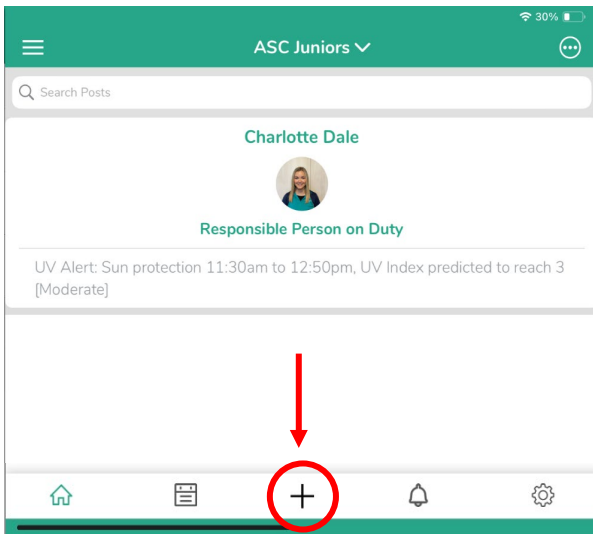 30%
ASC Juniors
Search Posts
Charlotte Dale
Responsible Person on Duty
UV Alert: Sun protection 11:30am to 12:50pm, UV Index predicted to reach 3
[Moderate]